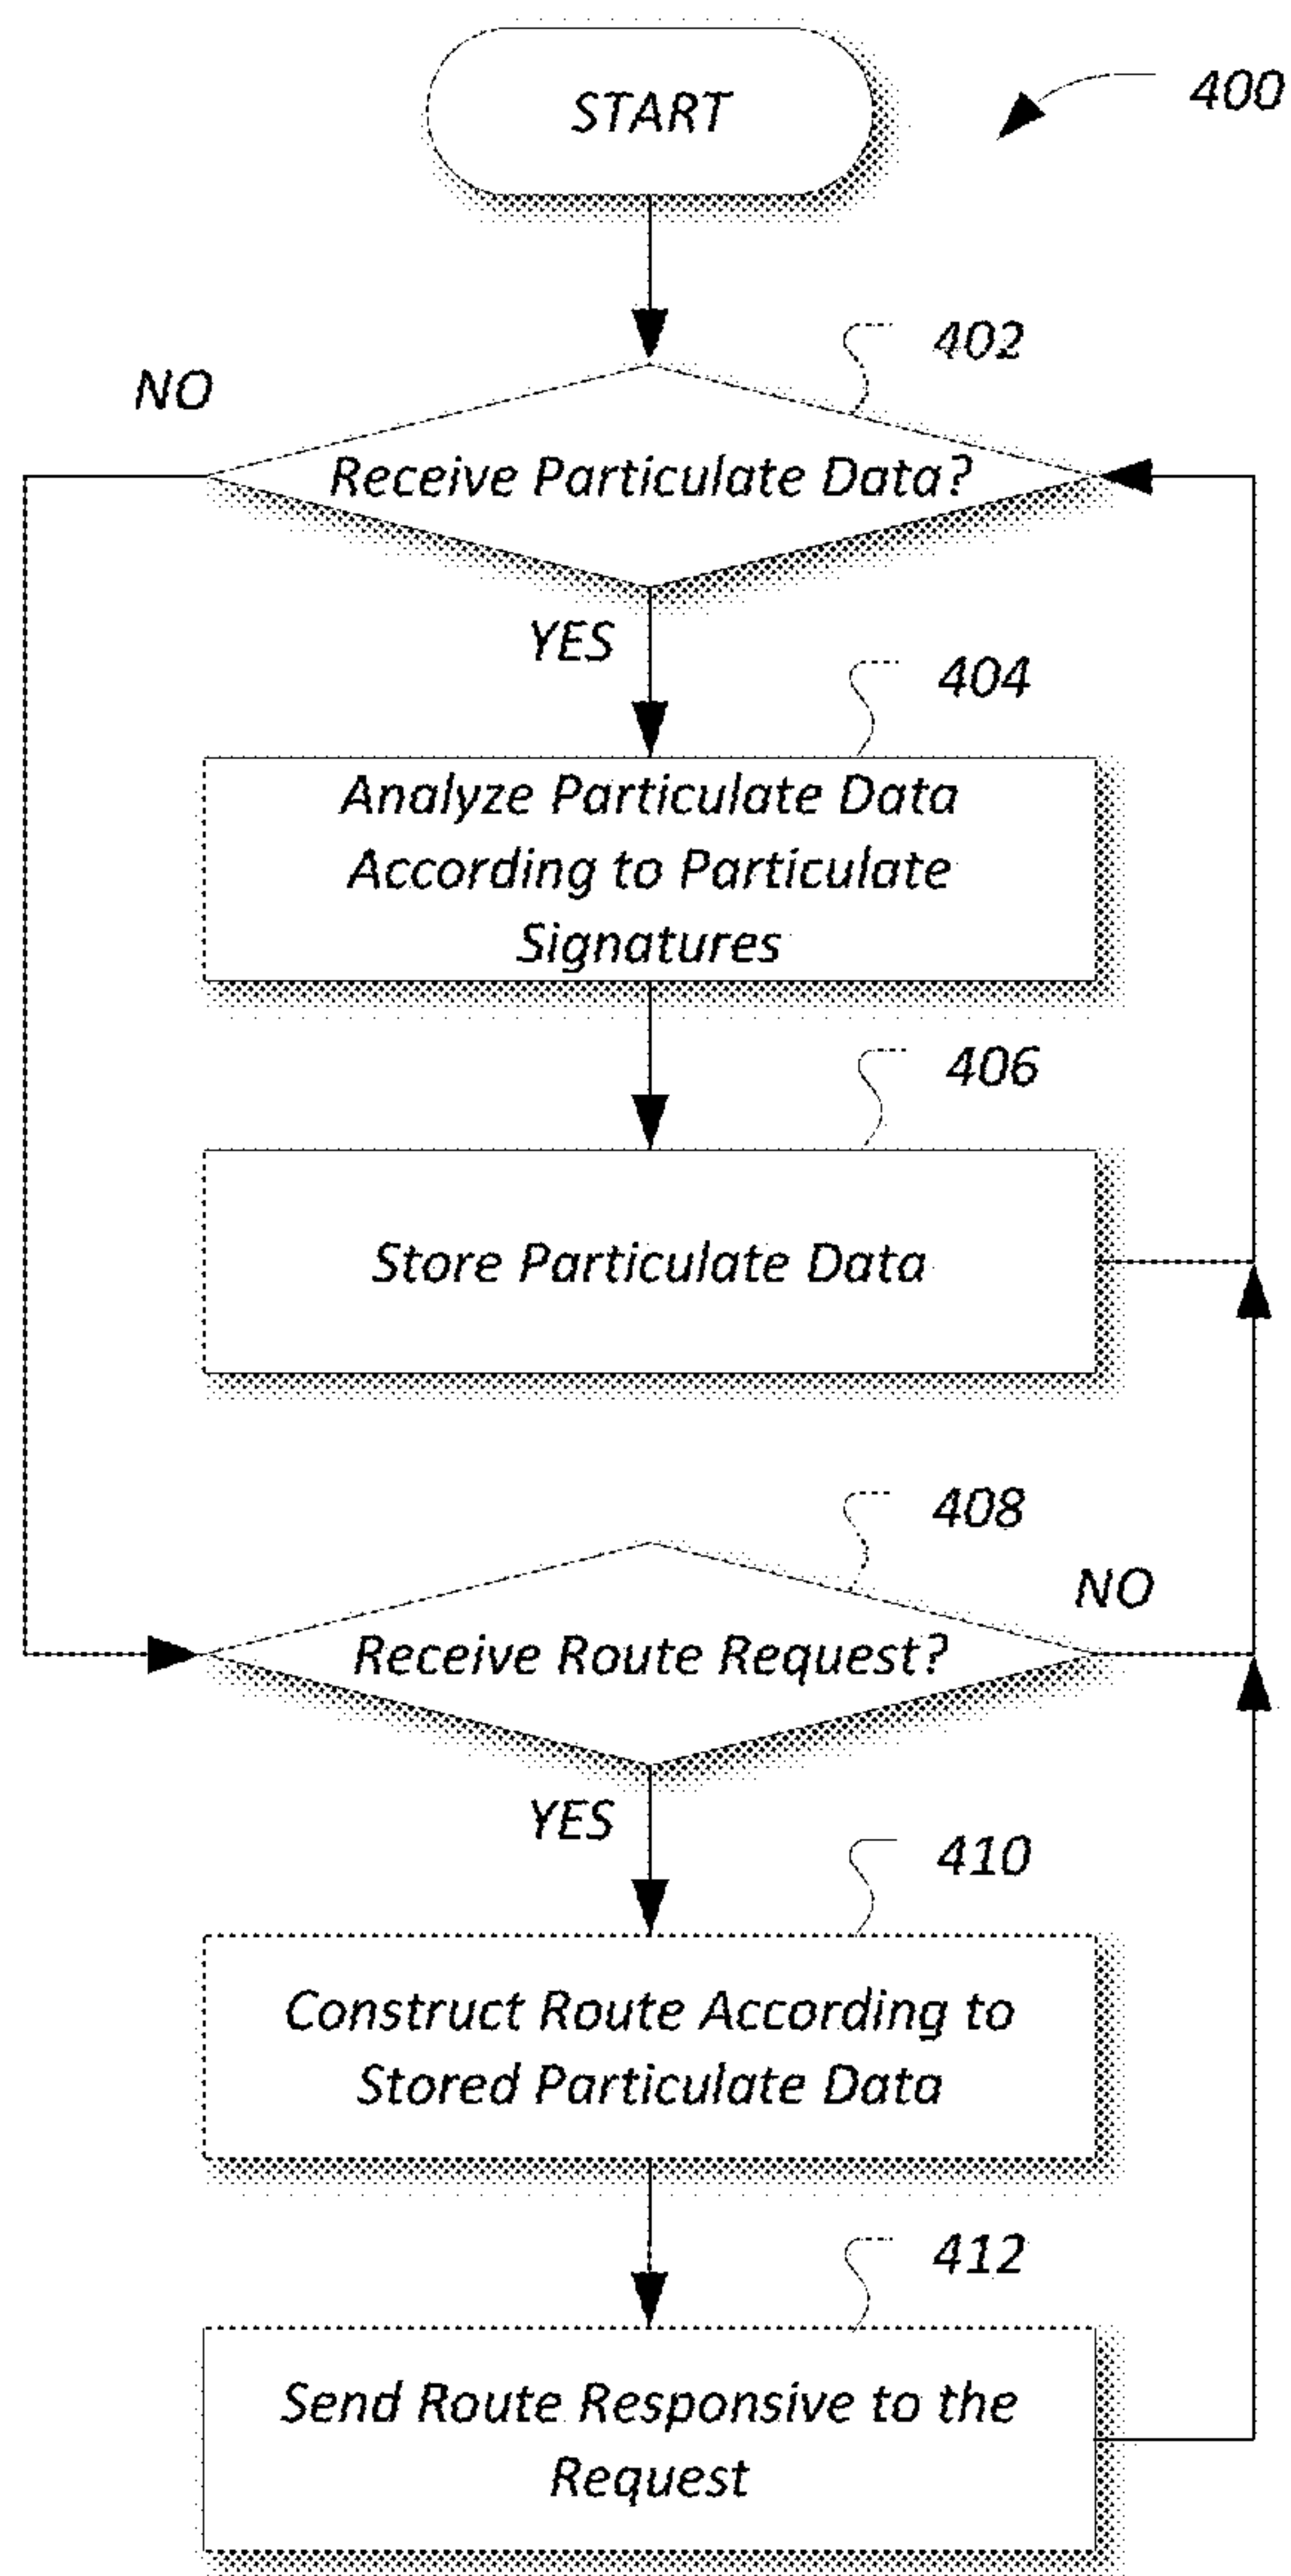 START
400
402
NO
Receive Particulate Data?
YES
404
Analyze Particulate Data
According to Particulate
Signatures
406
Store Particulate Data
408
NO
Receive Route Request?
YES
410
Construct Route According to
Stored Particulate Data
412
Send Route Responsive to the
Request